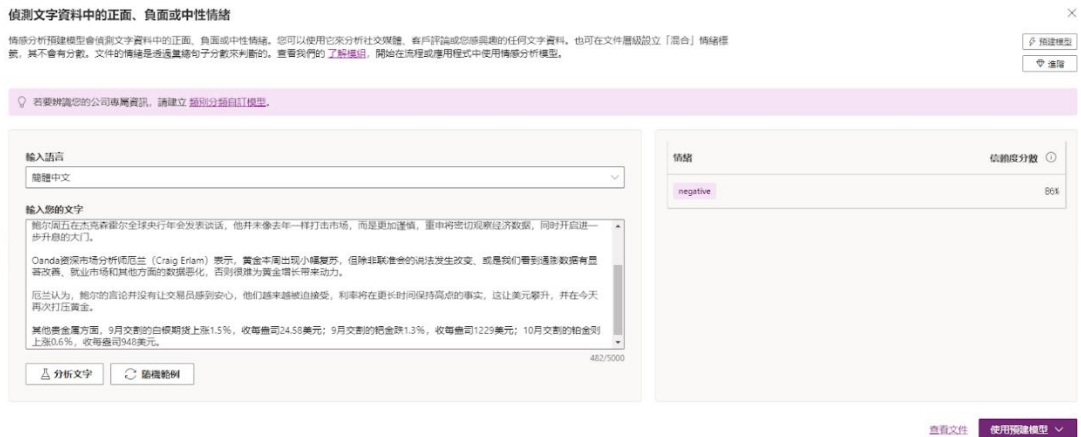 偵測文字資料中的正面、負面或中性情緒
情感分析預建模型會偵測文字資料中的正面、負面或中性情緒。您可以使用它來分析社交媒體、客戶評論或您感興趣的任何文字資料。也可在文件層級設立「混合」情緒標
籤，其不會有分數。文件的情緒是透過彙總句子分數來判斷的。查看我們的 了解模組，開始在流程或應用程式中使用情感分析模型。
預建模型
進階
若要辨識您的公司專屬資訊，請建立 類別分類自訂模型。
輸入語言
簡體中文
輸入您的文字
鲍尔周五在杰克森霍尔全球央行年会发表谈话，他并未像去年一样打击市场，而是更加谨慎，重申将密切观察经济数据，同时开启进一
步升息的大门。
Oanda资深市场分析师厄兰（Craig Erlam）表示，黄金本周出现小幅复苏，但除非联准会的说法发生改变、或是我们看到通膨数据有显
著改善、就业市场和其他方面的数据恶化，否则很难为黄金增长带来动力。
厄兰认为，鲍尔的言论并没有让交易员感到安心，他们越来越被迫接受，利率将在更长时间保持高点的事实，这让美元攀升，并在今天
再次打压黄金。
其他贵金属方面，9月交割的白银期货上涨1.5%，收每盎司24.58美元；9月交割的钯金跌1.3%，收每盎司1229美元；10月交割的铂金则
上涨0.6%，收每盎司948美元。
482/5000
分析文字
隨機範例
情緒
信賴度分數
negative
86%
查看文件
使用預建模型